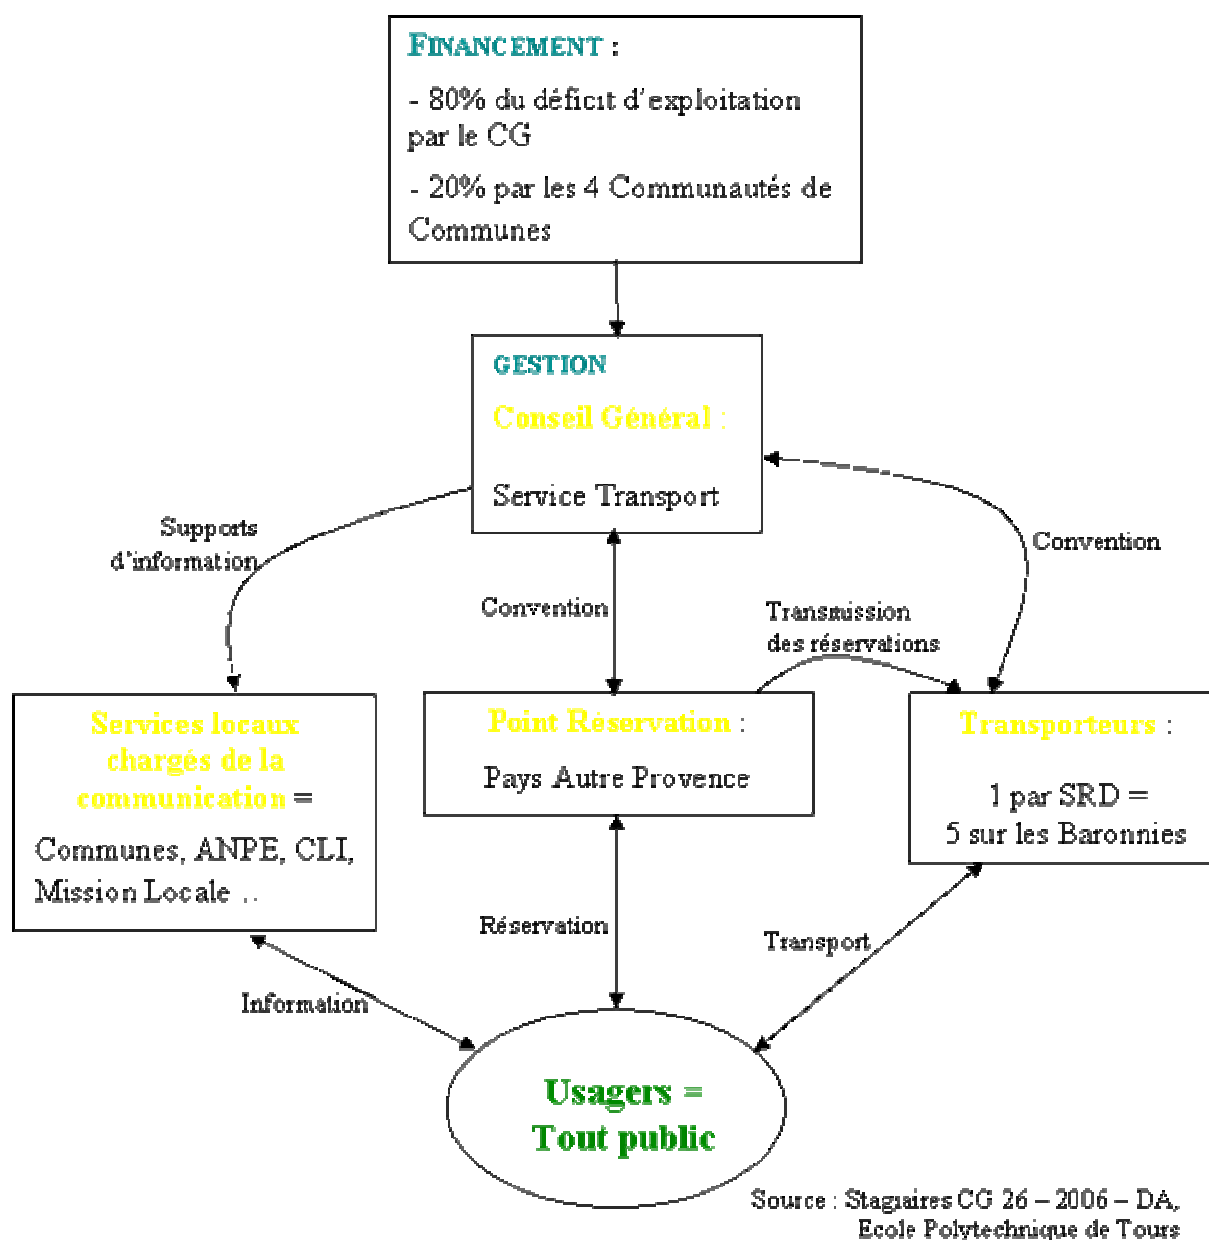 FINANCEMENT :
- 80% du déficit d'exploitation
par le CG
- 20% par les 4 Communautés de
Communes
GESTION
Conseil Général :
Service Transport
Supports
d'information
Convention
Convention
Transmission
des réservations
Services locaux
chargés de la
communication =
Communes, ANPE, CLI,
Mission Locale ..
Point Réservation :
Pays Autre Provence
Transporteurs :
1 par SRD =
5 sur les Baronnies
Information
Réservation
Transport
Usagers =
Tout public
Source : Stagiaires CG 26 – 2006 – DA,
Ecole Polytechnique de Tours